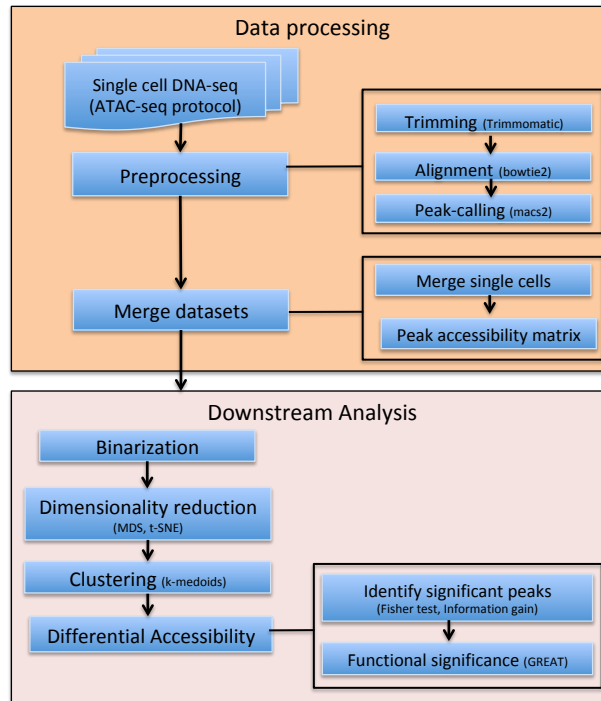 Data processing
Single cell DNA-seq
(ATAC-seq protocol)
Preprocessing
Trimming (Trimmomatic)
Alignment (bowtie2)
Peak-calling (macs2)
Merge datasets
Merge single cells
Peak accessibility matrix
Downstream Analysis
Binarization
Dimensionality reduction
(MDS, t-SNE)
Clustering (k-medoids)
Differential Accessibility
Identify significant peaks
(Fisher test, Information gain)
Functional significance (GREAT)